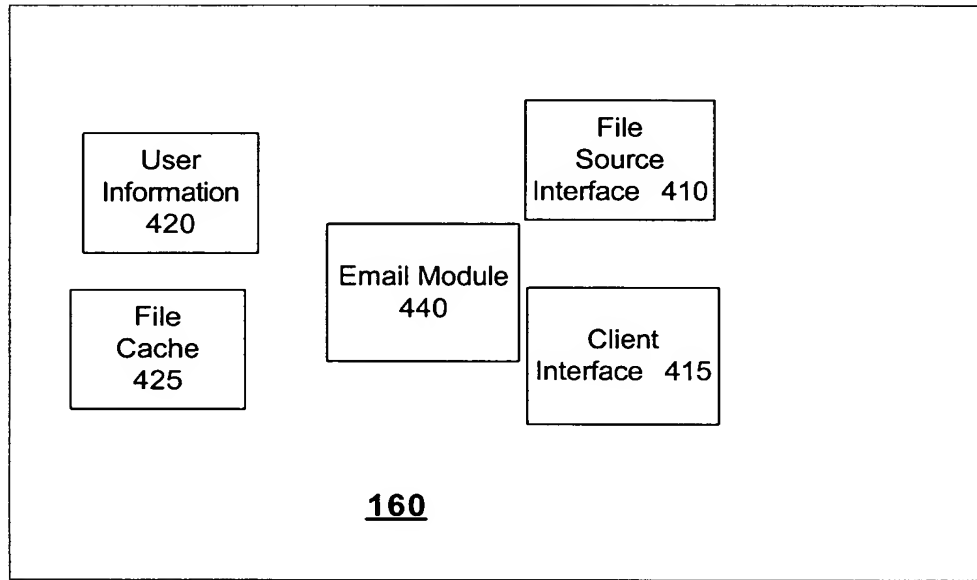 User
Information
420
File
Cache
425
Email Module
440
File
Source
Interface 410
Client
Interface 415
160